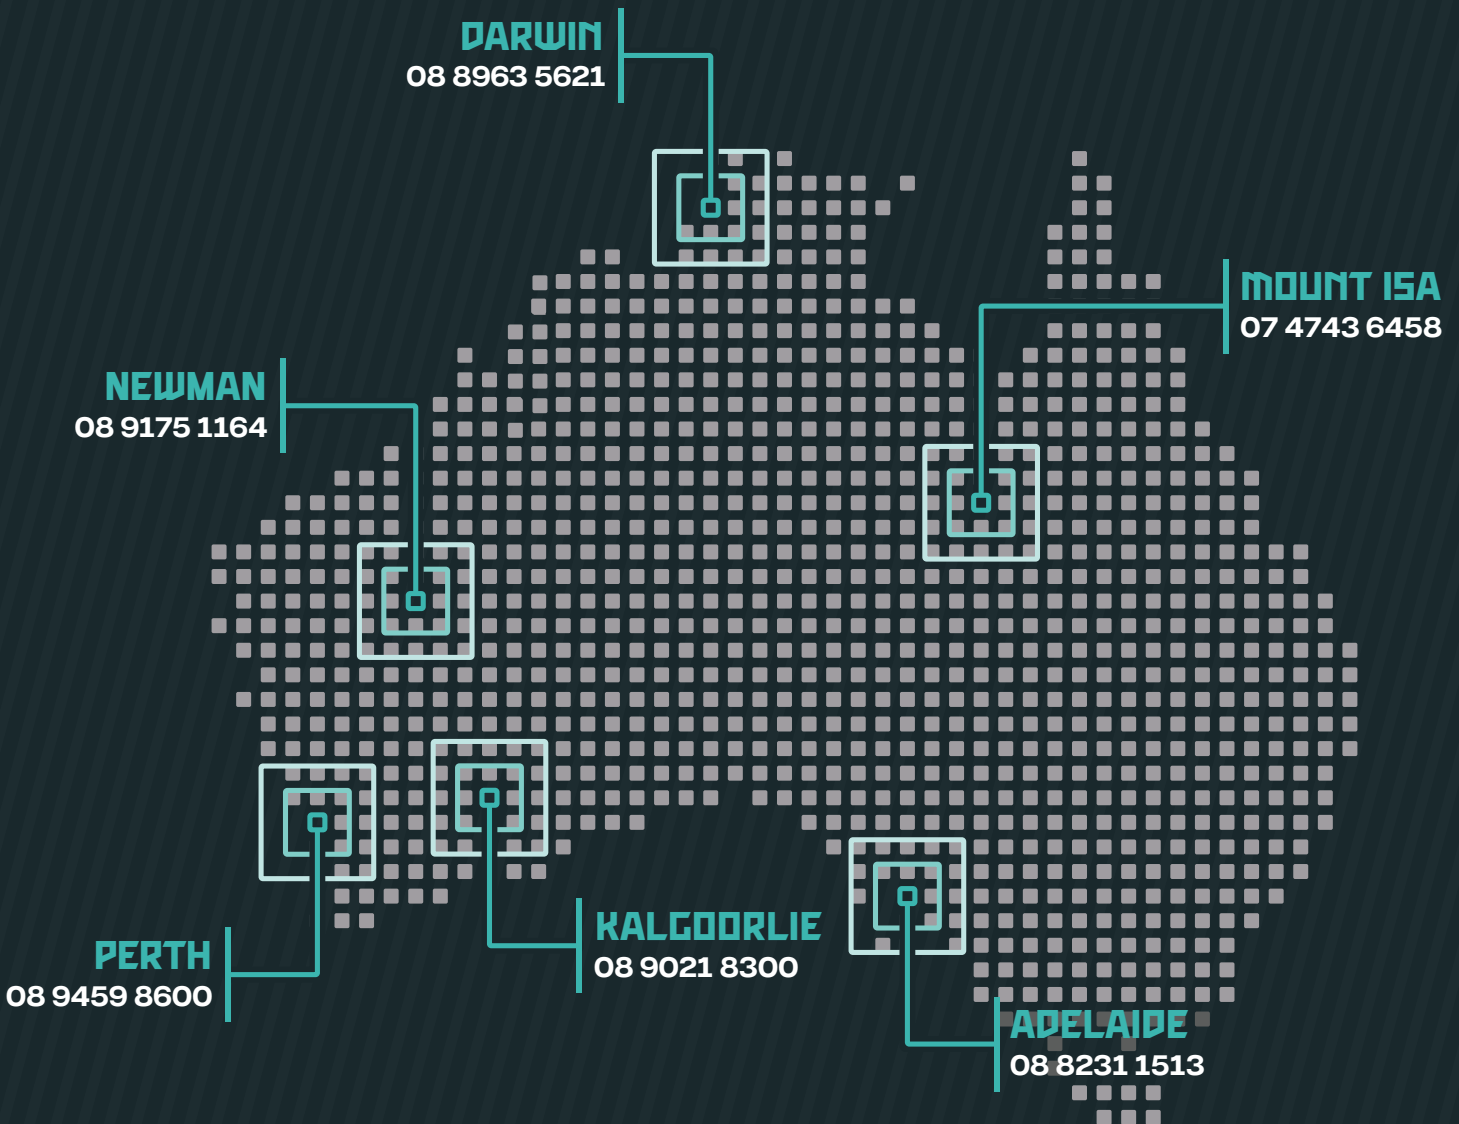 DARWIN
08 8963 5621
MOUNT ISA
07 4743 6458
NEWMAN
08 9175 1164
KALGOORLIE
08 9021 8300
PERTH
08 9459 8600
ADELAIDE
08 8231 1513